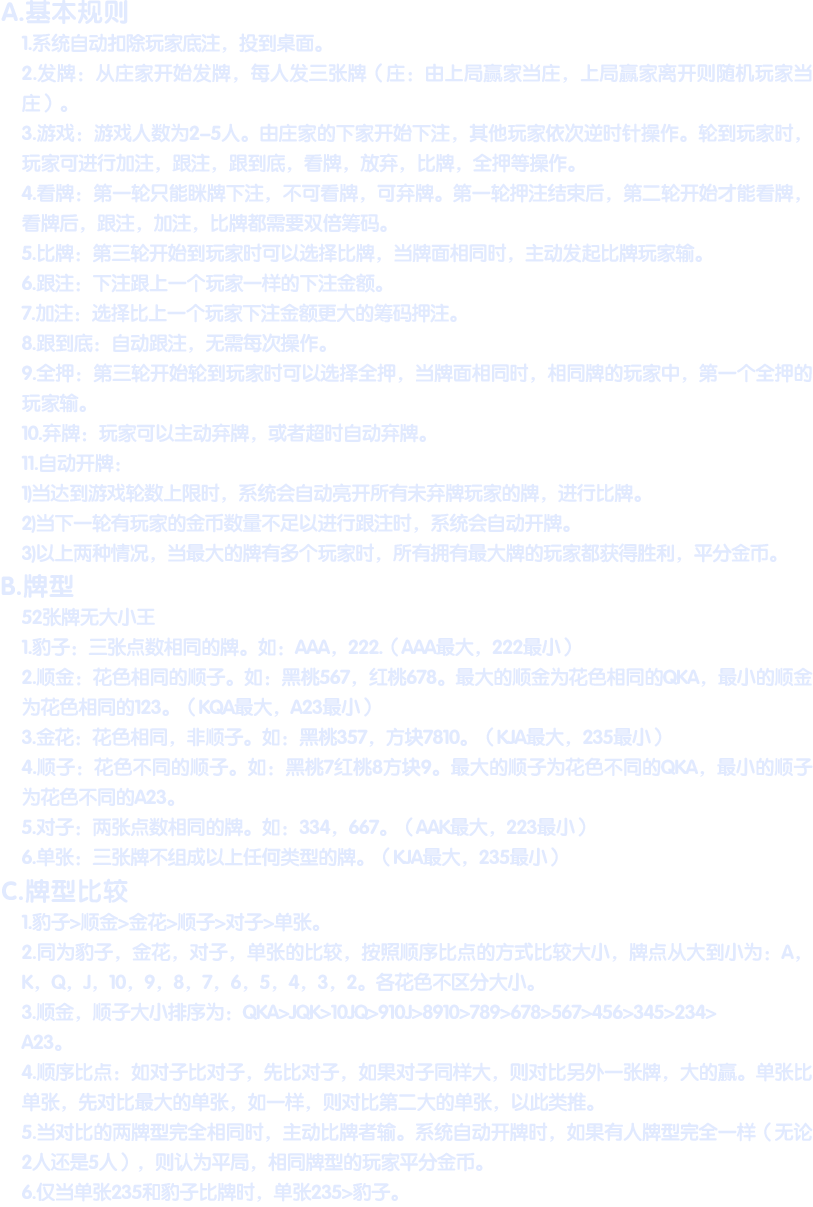 A.基本规则
1.系统自动扣除玩家底注，投到桌面。
2.发牌：从庄家开始发牌，每人发三张牌（庄：由上局赢家当庄，上局赢家离开则随机玩家当
庄）。
3.游戏：游戏人数为2-5人。由庄家的下家开始下注，其他玩家依次逆时针操作。轮到玩家时，
玩家可进行加注，跟注，跟到底，看牌，放弃，比牌，全押等操作。
4.看牌：第一轮只能眯牌下注，不可看牌，可弃牌。第一轮押注结束后，第二轮开始才能看牌，
看牌后，跟注，加注，比牌都需要双倍筹码。
5.比牌：第三轮开始到玩家时可以选择比牌，当牌面相同时，主动发起比牌玩家输。
6.跟注：下注跟上一个玩家一样的下注金额。
7.加注：选择比上一个玩家下注金额更大的筹码押注。
8.跟到底：自动跟注，无需每次操作。
9.全押：第三轮开始轮到玩家时可以选择全押，当牌面相同时，相同牌的玩家中，第一个全押的
玩家输。
10.弃牌：玩家可以主动弃牌，或者超时自动弃牌。
11.自动开牌：
1)当达到游戏轮数上限时，系统会自动亮开所有未弃牌玩家的牌，进行比牌。
2)当下一轮有玩家的金币数量不足以进行跟注时，系统会自动开牌。
3)以上两种情况，当最大的牌有多个玩家时，所有拥有最大牌的玩家都获得胜利，平分金币。
B.牌型
52张牌无大小王
1.豹子：三张点数相同的牌。如：AAA，222.（AAA最大，222最小）
2.顺金：花色相同的顺子。如：黑桃567，红桃678。最大的顺金为花色相同的QKA，最小的顺金
为花色相同的123。（KQA最大，A23最小）
3.金花：花色相同，非顺子。如：黑桃357，方块7810。（KJA最大，235最小）
4.顺子：花色不同的顺子。如：黑桃7红桃8方块9。最大的顺子为花色不同的QKA，最小的顺子
为花色不同的A23。
5.对子：两张点数相同的牌。如：334，667。（AAK最大，223最小）
6.单张：三张牌不组成以上任何类型的牌。（KJA最大，235最小）
C.牌型比较
1.豹子>顺金>金花>顺子>对子>单张。
2.同为豹子，金花，对子，单张的比较，按照顺序比点的方式比较大小，牌点从大到小为：A，
K，Q，J，10，9，8，7，6，5，4，3，2。各花色不区分大小。
3.顺金，顺子大小排序为：QKA>JQK>10JQ>910J>8910>789>678>567>456>345>234>
A23。
4.顺序比点：如对子比对子，先比对子，如果对子同样大，则对比另外一张牌，大的赢。单张比
单张，先对比最大的单张，如一样，则对比第二大的单张，以此类推。
5.当对比的两牌型完全相同时，主动比牌者输。系统自动开牌时，如果有人牌型完全一样（无论
2人还是5人），则认为平局，相同牌型的玩家平分金币。
6.仅当单张235和豹子比牌时，单张235>豹子。